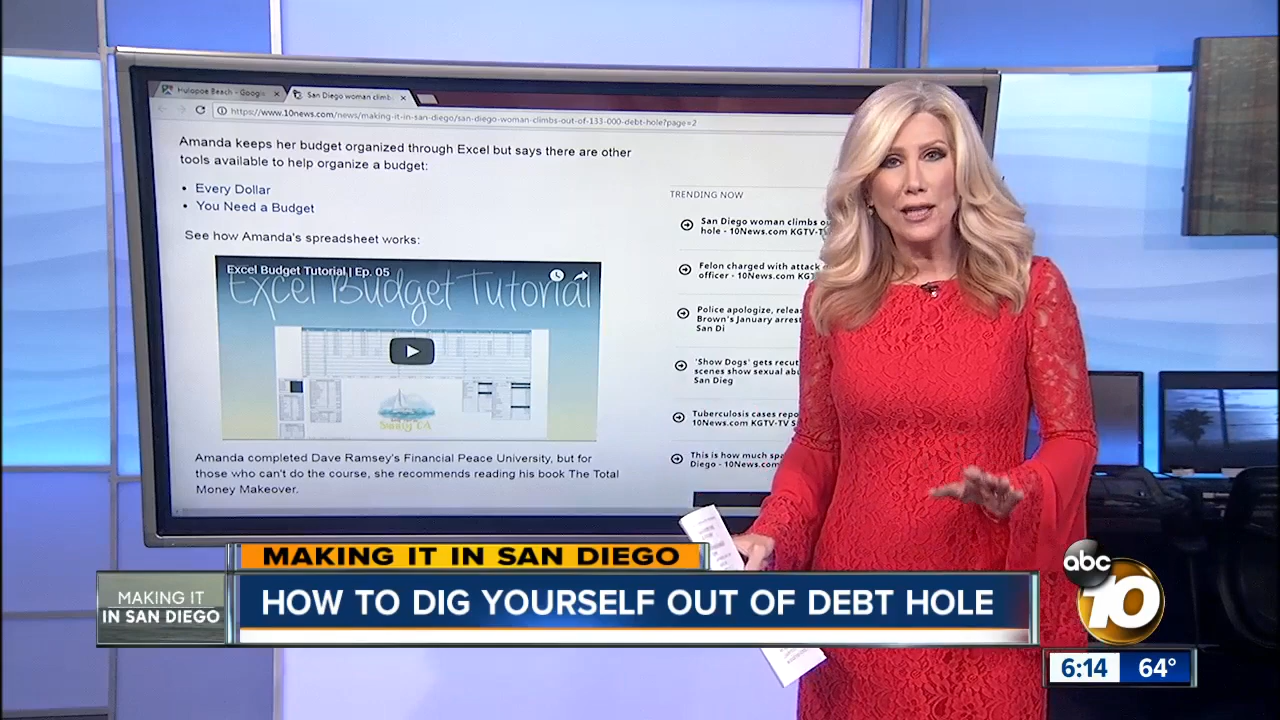 Hulopoe Beach - Googl
San Diego woman climb
https://www.10news.com/news/making-it-in-san-diego/san-diego-woman-climbs-out-of-133-000-debt-hole?page=2
Amanda keeps her budget organized through Excel but says there are other
tools available to help organize a budget:
• Every Dollar
• You Need a Budget
See how Amanda's spreadsheet works:
Excel Budget Tutorial | Ep. 05
Excel Budget Tutorial
Amanda completed Dave Ramsey's Financial Peace University, but for
those who can't do the course, she recommends reading his book The Total
Money Makeover.
TRENDING NOW
San Diego woman climbs ou
hole - 10News.com KGTV-T
Felon charged with attack
officer - 10News.com KGT
Police apologize, releas
Brown's January arrest
San Di
'Show Dogs' gets recut
scenes show sexual abu
San Dieg
Tuberculosis cases repo
10News.com KGTV-TV S
This is how much spa
Diego - 10News.com
MAKING IT IN SAN DIEGO
MAKING IT
IN SAN DIEGO
HOW TO DIG YOURSELF OUT OF DEBT HOLE
abc
10
6:14 64°